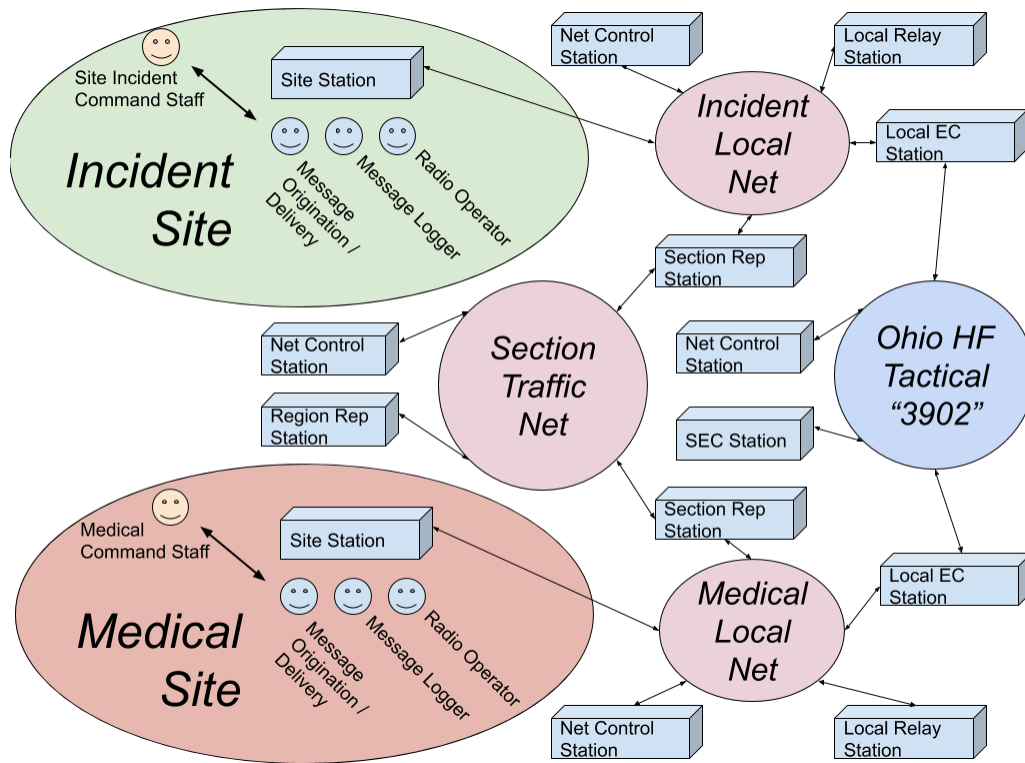 Site Incident
Command Staff
Site Station
Incident
Site
Message
Origination /
Delivery
Message Logger
Radio Operator
Net Control
Station
Local Relay
Station
Incident
Local
Net
Local EC
Station
Section Rep
Station
Net Control
Station
Region Rep
Station
Section
Traffic
Net
Net Control
Station
SEC Station
Ohio HF
Tactical
“3902”
Section Rep
Station
Medical
Command Staff
Site Station
Medical
Site
Message
Origination /
Delivery
Message Logger
Radio Operator
Medical
Local
Net
Local EC
Station
Net Control
Station
Local Relay
Station